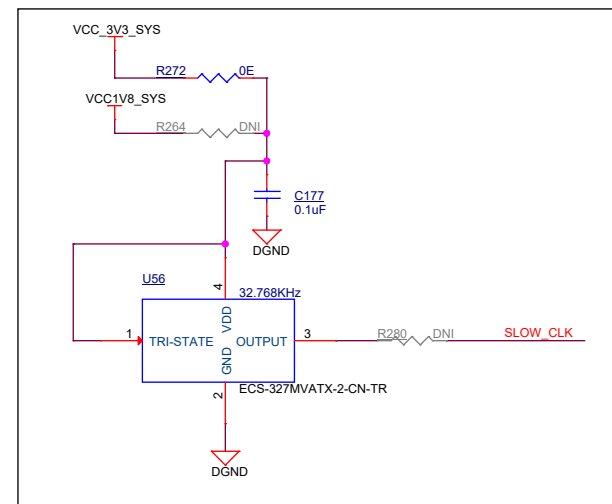 VCC_3V3_SYS
R272 0E
VCC1V8_SYS
R264 DNI
C177
0.1uF
DGND
U56
4
32.768KHz
1 TRI-STATE VDD GND OUTPUT 3
R280 DNI SLOW_CLK
2
ECS-327MVATX-2-CN-TR
DGND